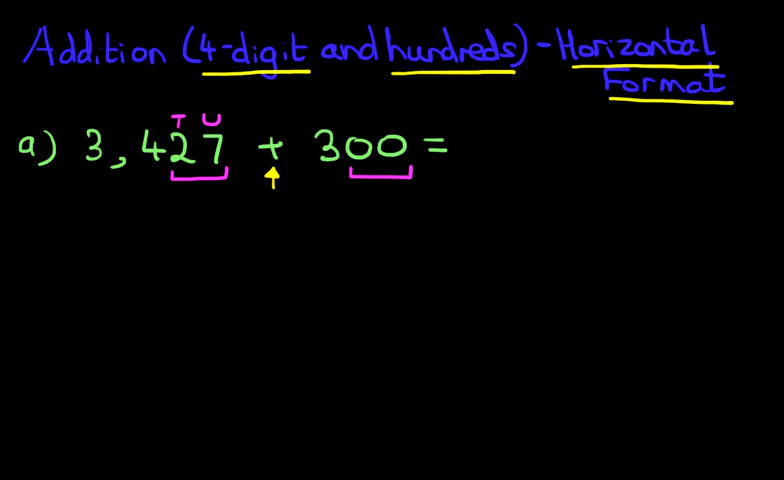 Addition (4-digit and hundreds) - Horizontal
Format
T U
a) 3,427 + 300 =